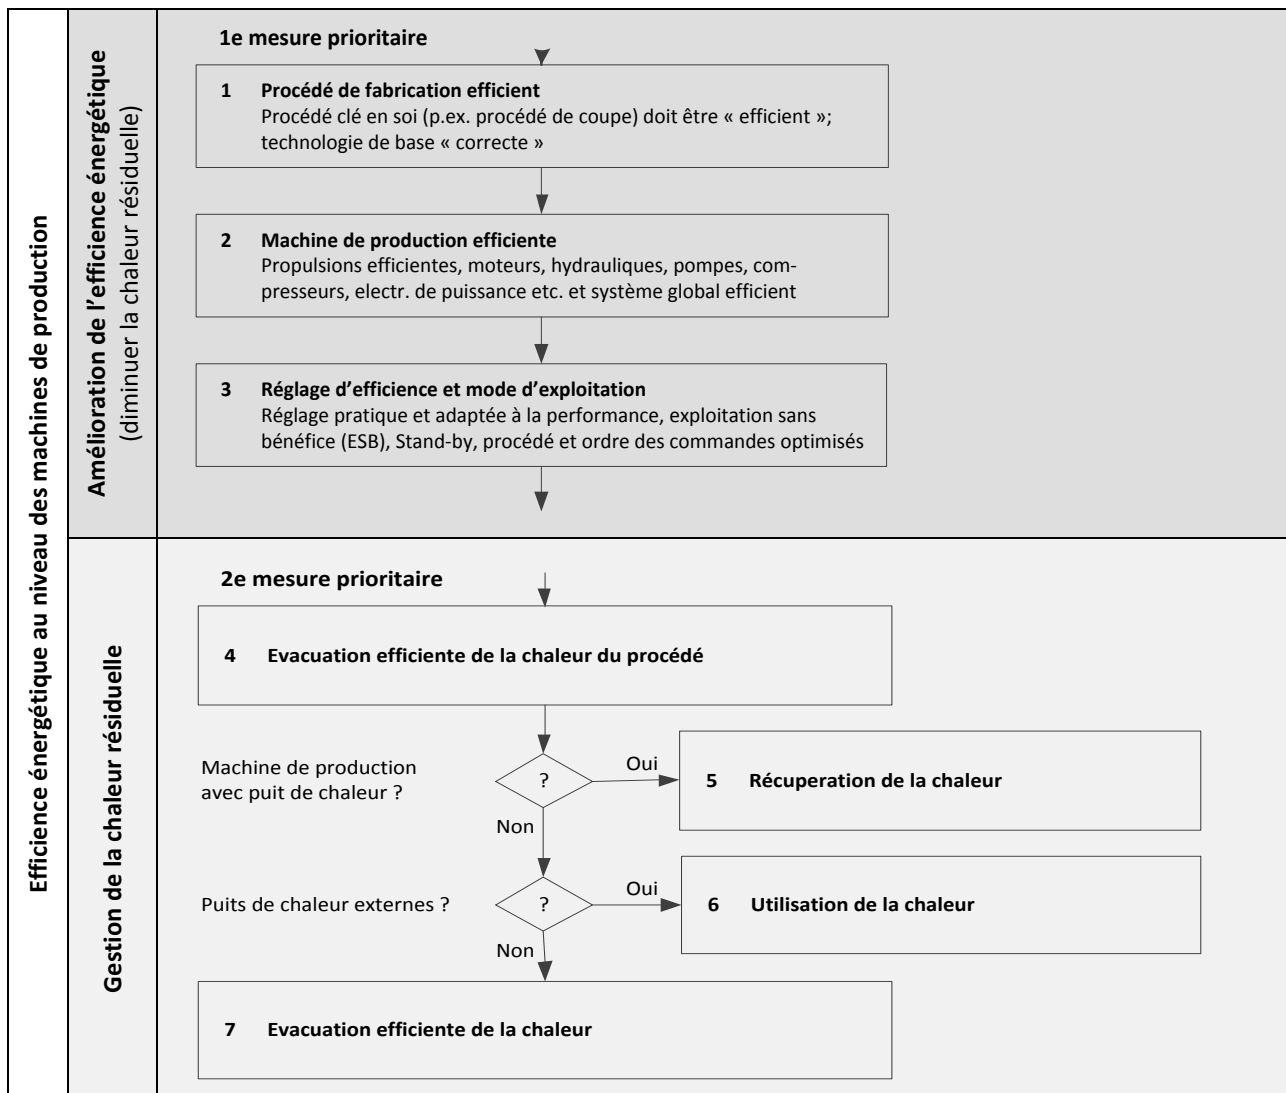 Efficience énergétique au niveau des machines de production
Amélioration de l'efficience énergétique
(diminuer la chaleur résiduelle)
1e mesure prioritaire
1 Procédé de fabrication efficient
Procédé clé en soi (p.ex. procédé de coupe) doit être « efficient »;
technologie de base « correcte »
2 Machine de production efficiente
Propulsions efficientes, moteurs, hydrauliques, pompes, com-
presseurs, electr. de puissance etc. et système global efficient
3 Réglage d'efficience et mode d'exploitation
Réglage pratique et adaptée à la performance, exploitation sans
bénéfice (ESB), Stand-by, procédé et ordre des commandes optimisés
Gestion de la chaleur résiduelle
2e mesure prioritaire
4 Evacuation efficiente de la chaleur du procédé
Machine de production
avec puit de chaleur ?
?
Oui
5 Récuperation de la chaleur
Non
Puits de chaleur externes ?
?
Oui
6 Utilisation de la chaleur
Non
7 Evacuation efficiente de la chaleur